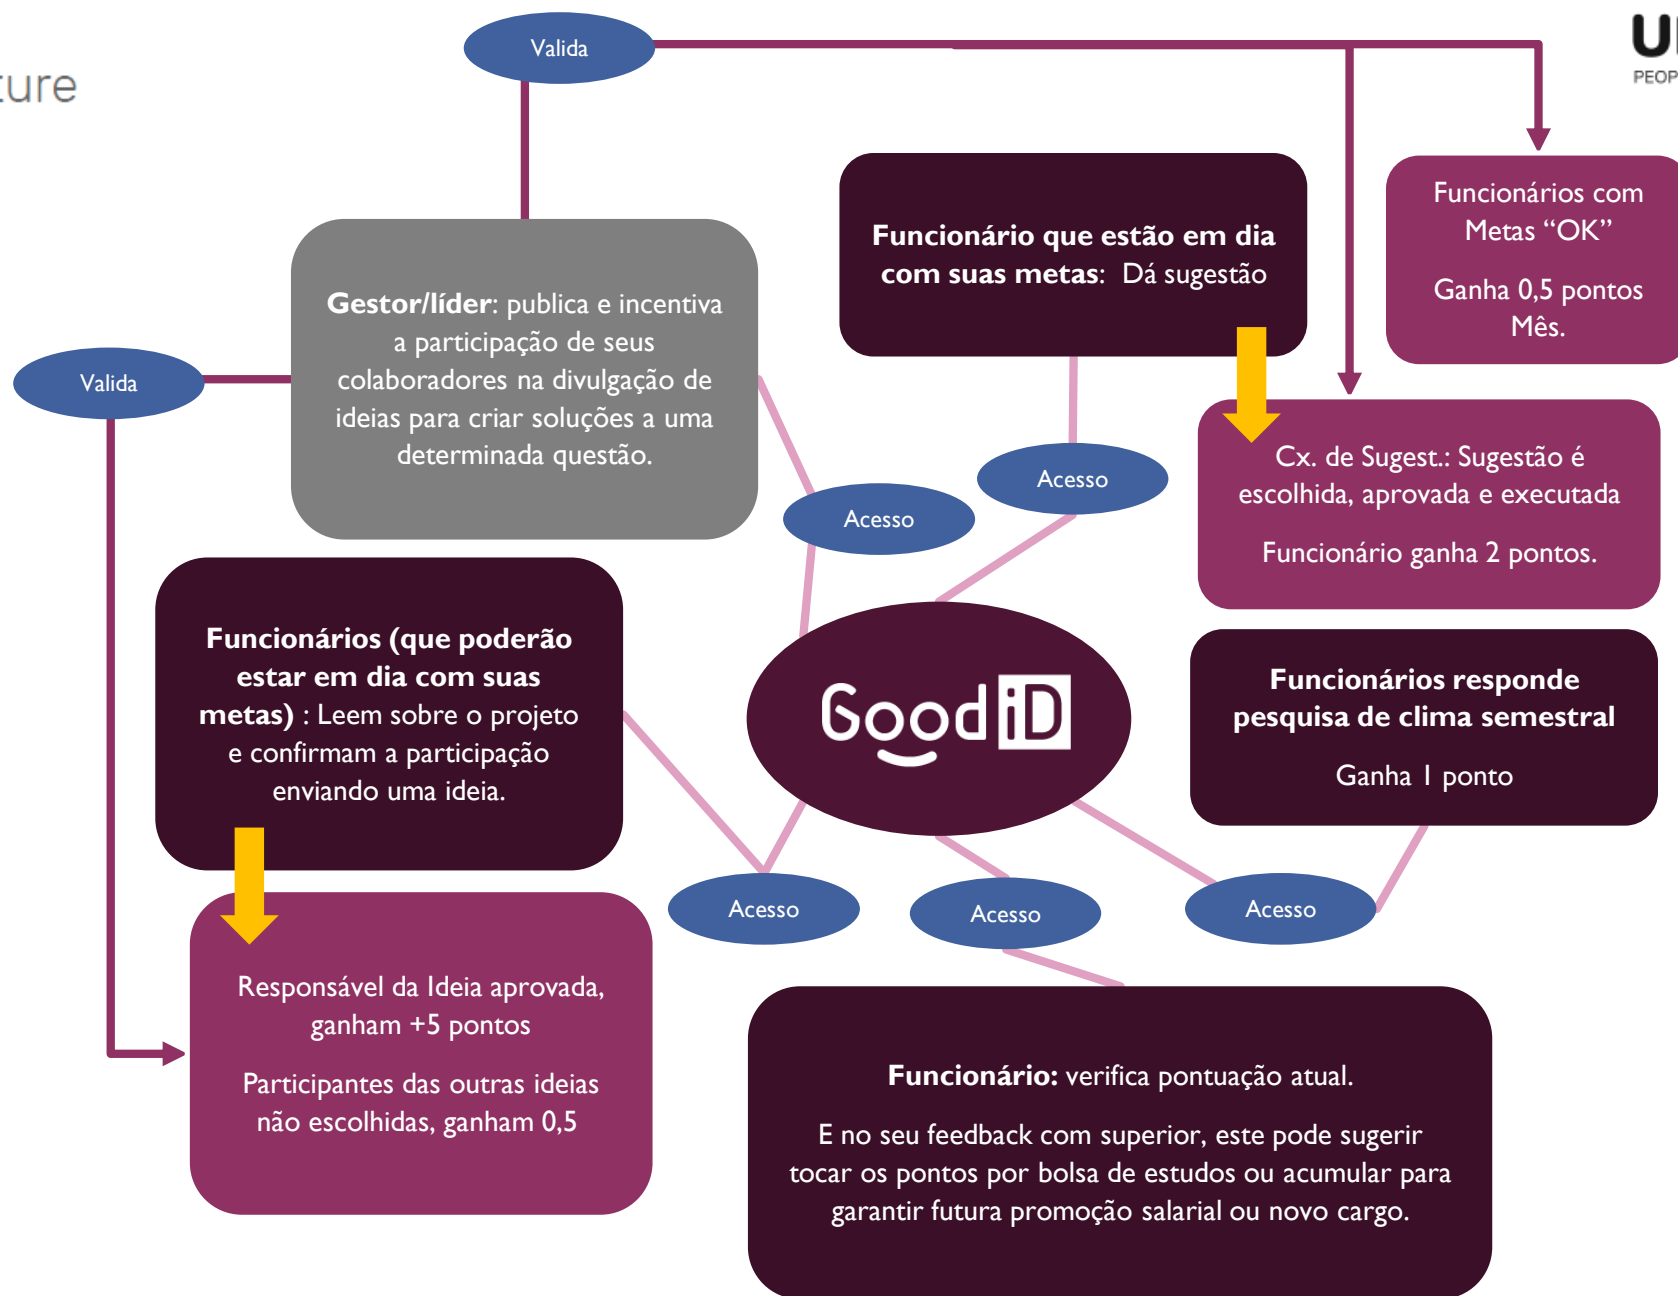 Valida
Funcionário que estão em dia
com suas metas: Dá sugestão
Funcionários com
Metas “OK”
Ganha 0,5 pontos
Mês.
Gestor/líder: publica e incentiva
a participação de seus
colaboradores na divulgação de
ideias para criar soluções a uma
determinada questão.
Valida
Cx. de Sugest.: Sugestão é
escolhida, aprovada e executada
Funcionário ganha 2 pontos.
Acesso
Acesso
Funcionários (que poderão
estar em dia com suas
metas) : Leem sobre o projeto
e confirmam a participação
enviando uma ideia.
Good iD
Funcionários responde
pesquisa de clima semestral
Ganha 1 ponto
Acesso
Acesso
Acesso
Responsável da Ideia aprovada,
ganham +5 pontos
Participantes das outras ideias
não escolhidas, ganham 0,5
Funcionário: verifica pontuação atual.
E no seu feedback com superior, este pode sugerir
tocar os pontos por bolsa de estudos ou acumular para
garantir futura promoção salarial ou novo cargo.